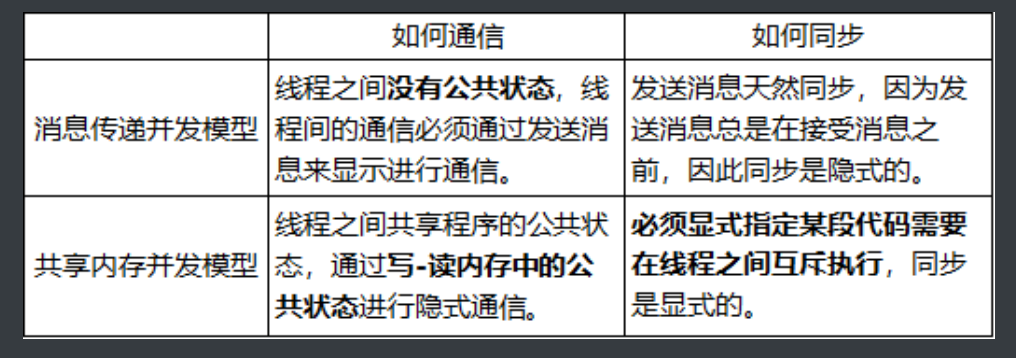 如何通信
如何同步
消息传递并发模型
线程之间没有公共状态，线
程间的通信必须通过发送消
息来显示进行通信。
发送消息天然同步，因为发
送消息总是在接受消息之
前，因此同步是隐式的。
共享内存并发模型
线程之间共享程序的公共状
态，通过写-读内存中的公
共状态进行隐式通信。
必须显式指定某段代码需要
在线程之间互斥执行，同步
是显式的。